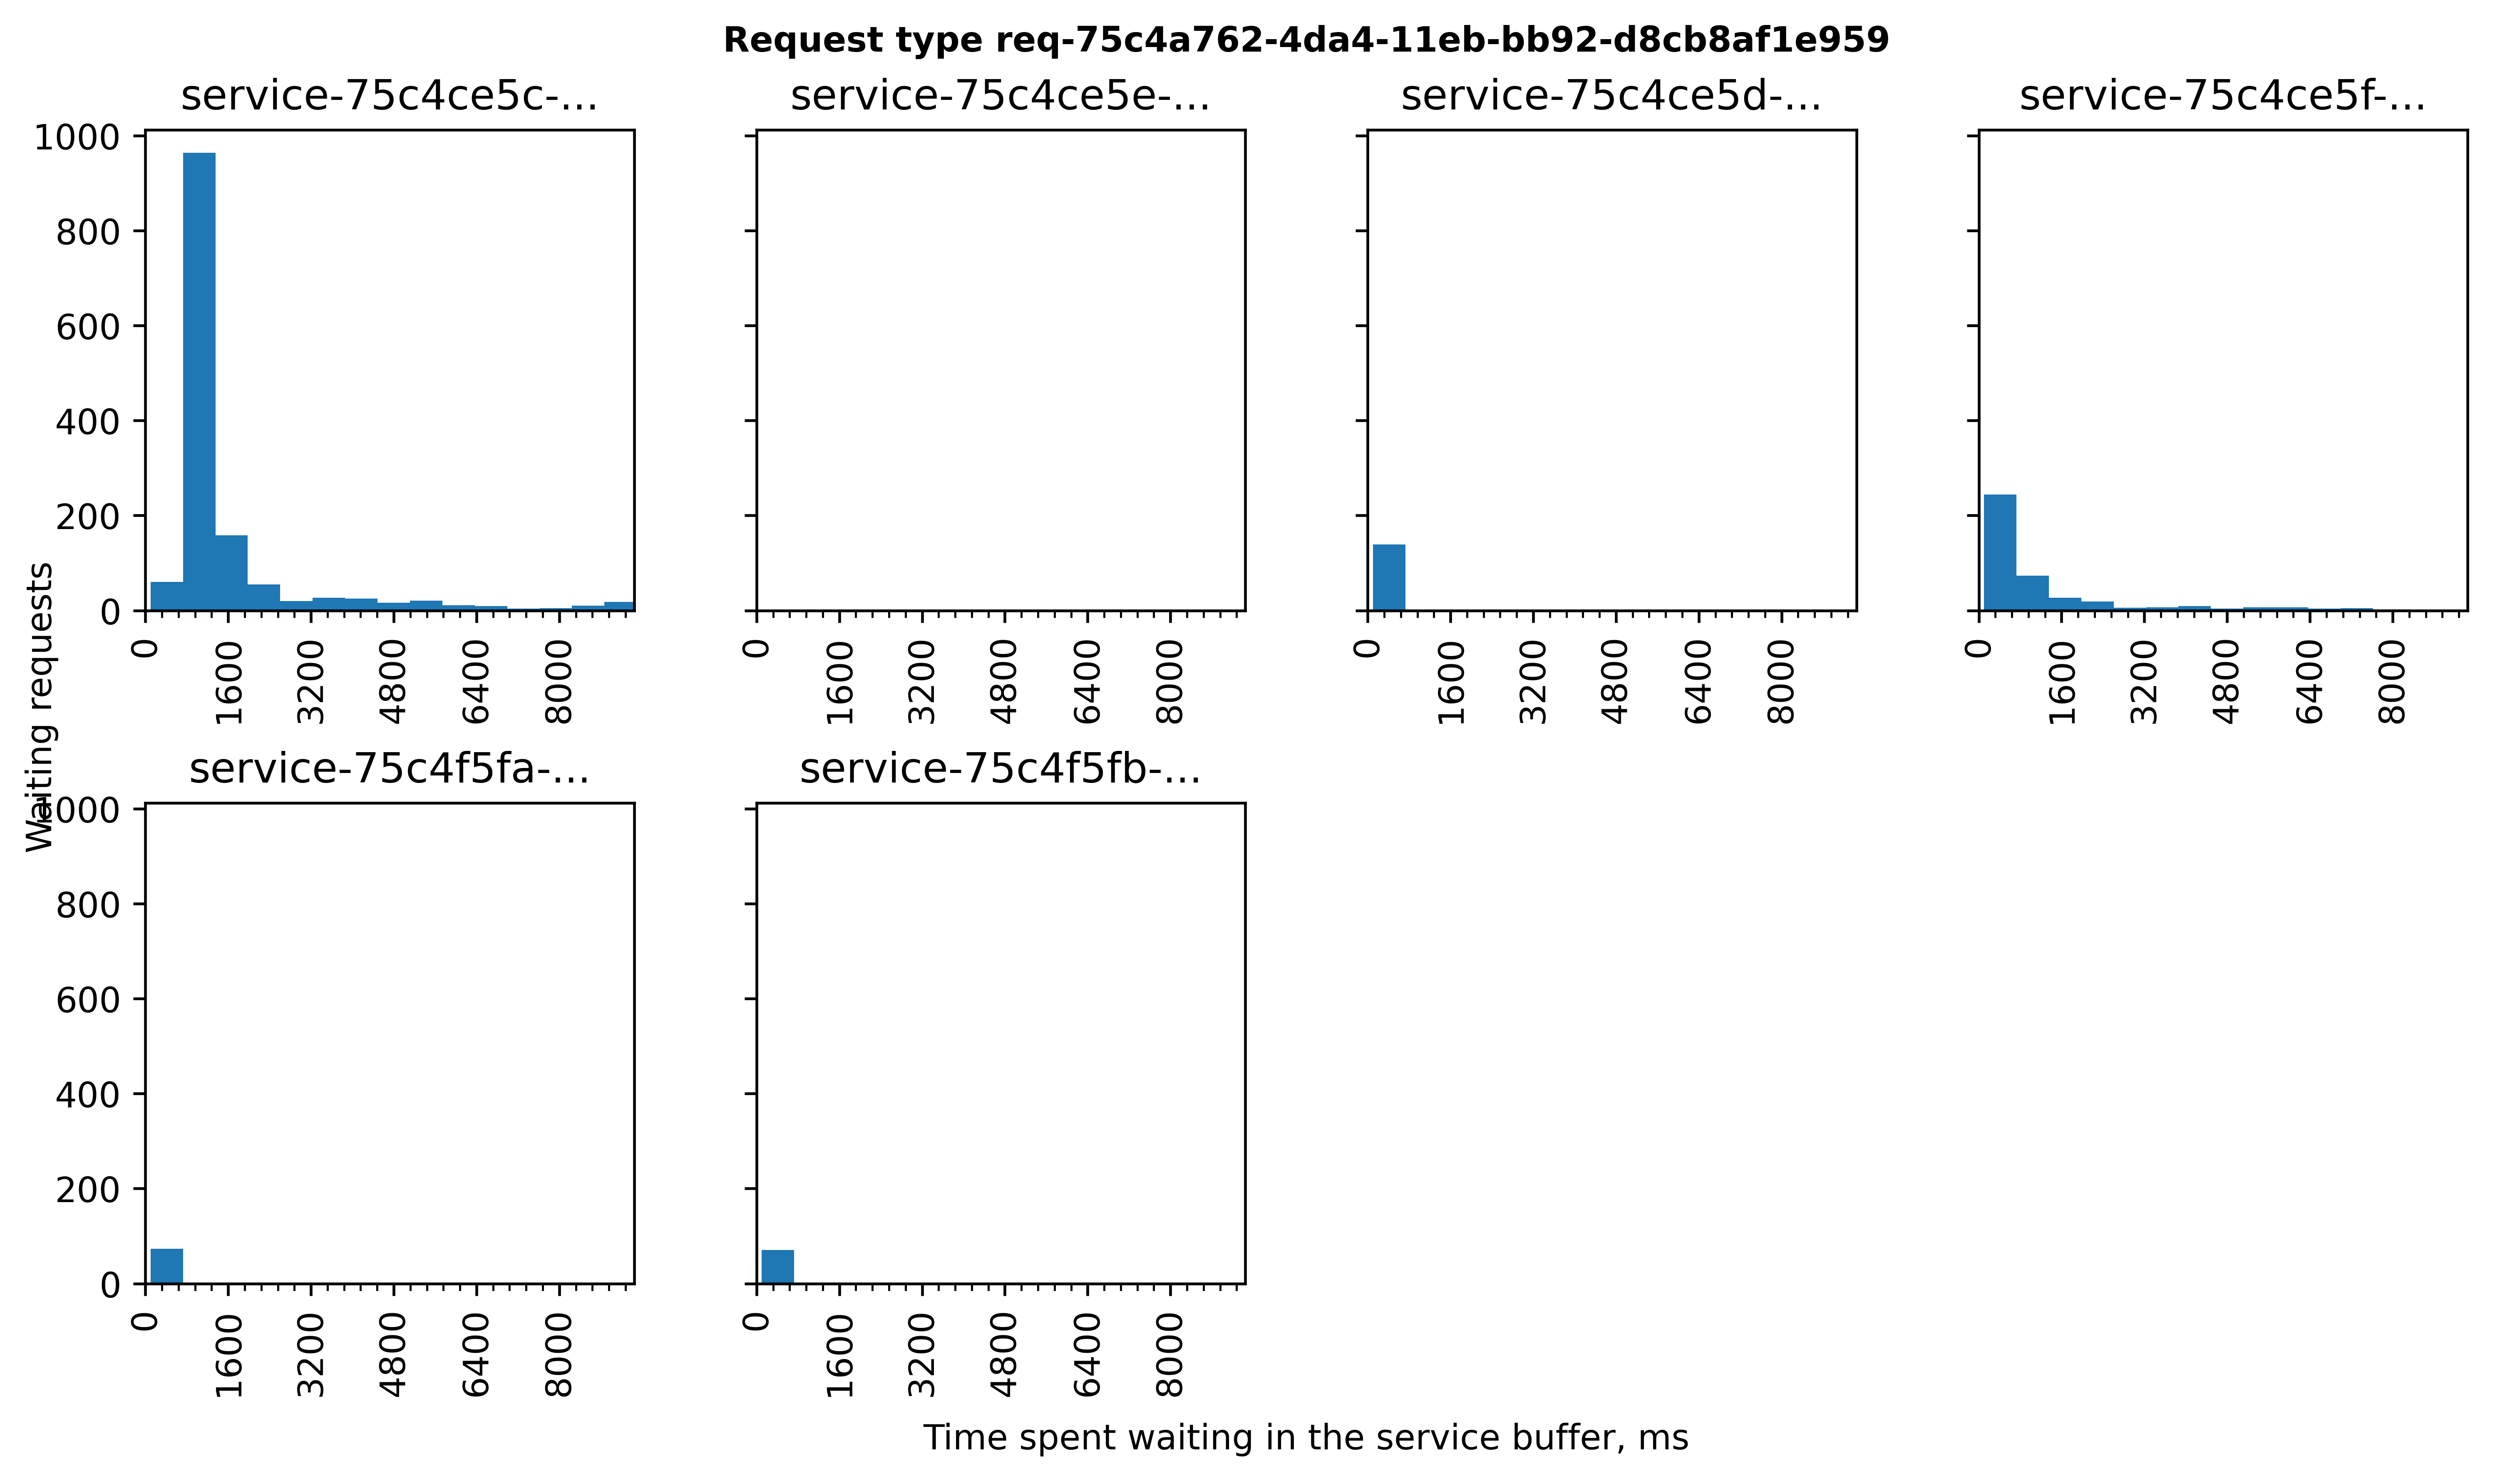 Request type req-75c4a762-4da4-11eb-bb92-d8cb8af1e959
service-75c4ce5c-...
service-75c4ce5e-...
service-75c4ce5d-...
service-75c4ce5f-...
1000
800
600
400
200
0
0 1600 3200 4800 6400 8000
0 1600 3200 4800 6400 8000
0 1600 3200 4800 6400 8000
0 1600 3200 4800 6400 8000
Waiting requests
service-75c4f5fa-...
service-75c4f5fb-...
1000
800
600
400
200
0
0 1600 3200 4800 6400 8000
0 1600 3200 4800 6400 8000
Time spent waiting in the service buffer, ms